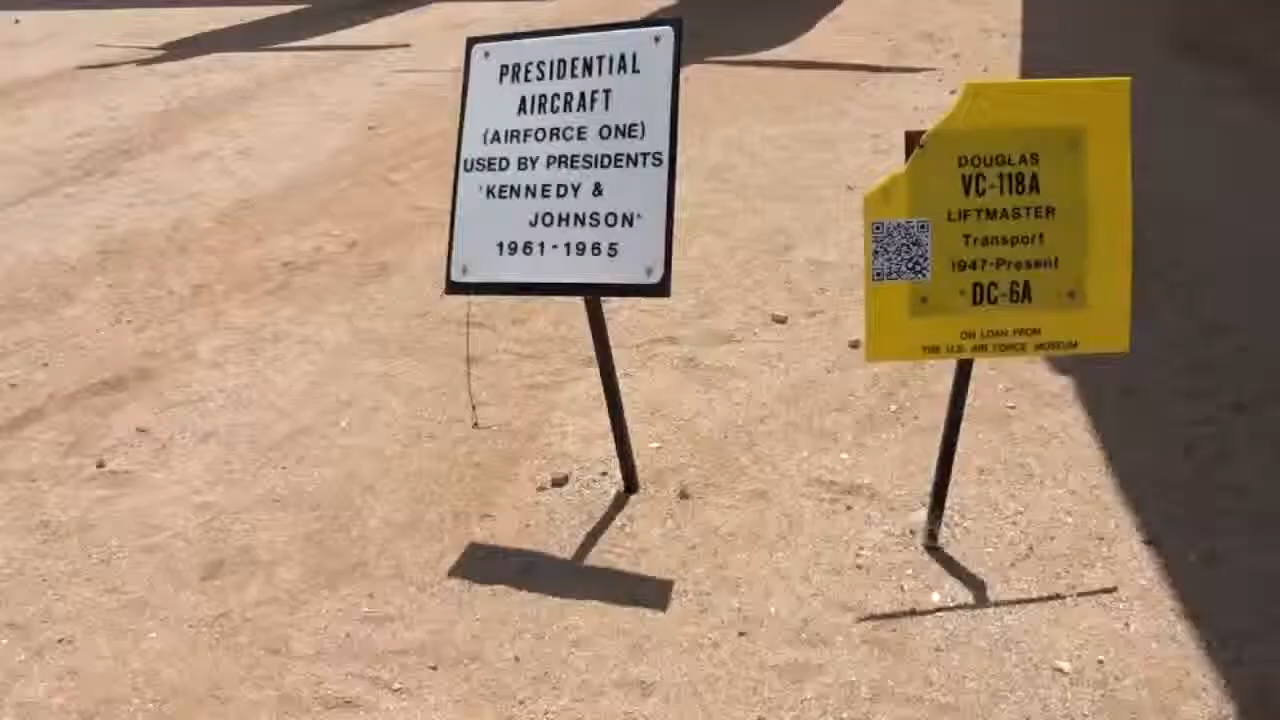 PRESIDENTIAL
AIRCRAFT
(AIRFORCE ONE)
USED BY PRESIDENTS
'KENNEDY &
JOHNSON'
1961-1965
DOUGLAS
VC-118A
LIFTMASTER
Transport
1947-Present
DC-6A
ON LOAN FROM
THE U.S. AIR FORCE MUSEUM